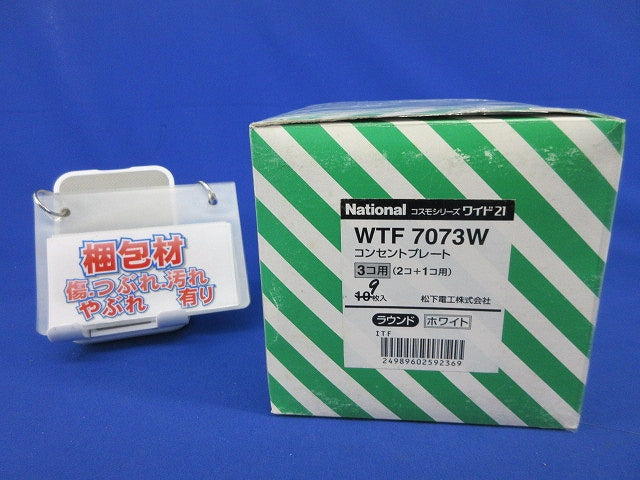 梱包材
傷.つぶれ.汚れ
やぶれ 有り
National コスモシリーズ ワイド21
WTF 7073W
コンセントプレート
3コ用 (2コ+1コ用)
9
10枚入 松下電工株式会社
ラウンド ホワイト
ITF
24989602592369